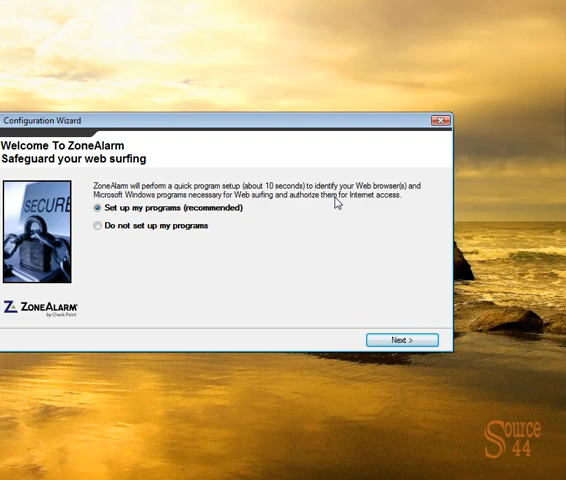 Configuration Wizard
Welcome To ZoneAlarm
Safeguard your web surfing
ZoneAlarm will perform a quick program setup (about 10 seconds) to identify your Web browser(s) and
Microsoft Windows programs necessary for Web surfing and authorize them for Internet access.
SECURE
Set up my programs (recommended)
Do not set up my programs
ZONEALARM
by Check Point
Next >
Source
44